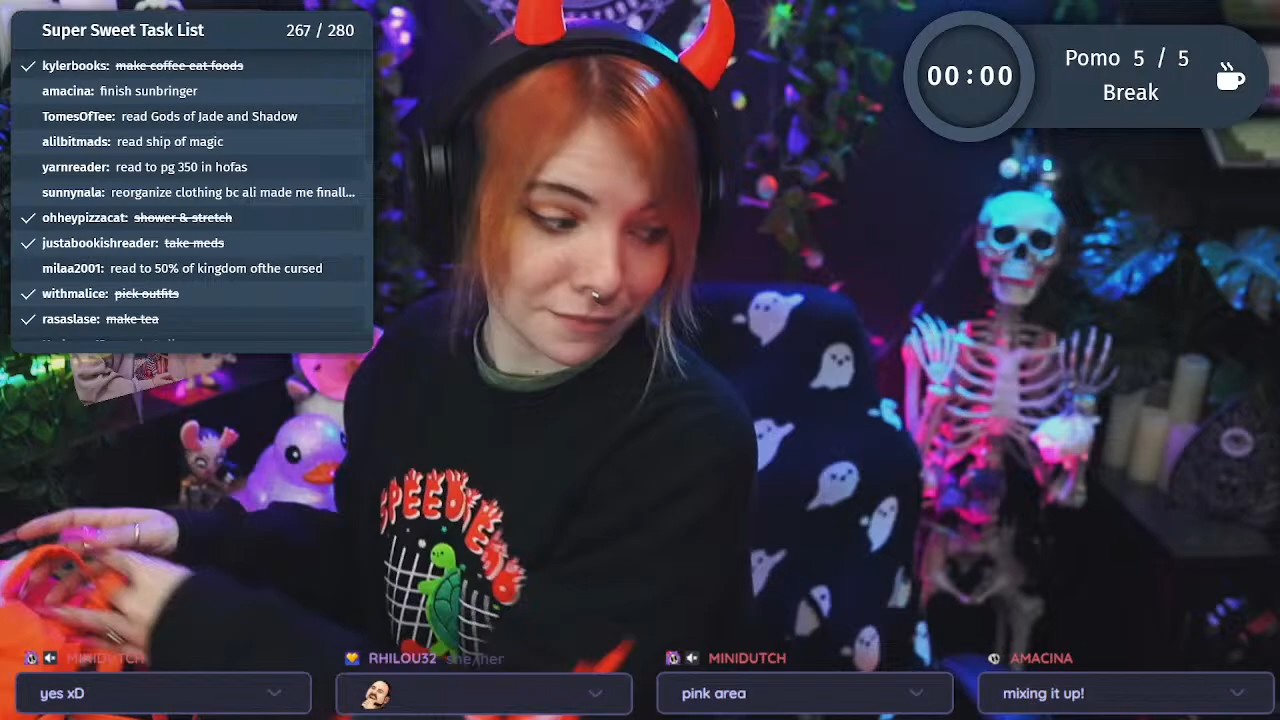 Super Sweet Task List 267 / 280
kylerbooks: make coffee eat foods
amacina: finish sunbringer
TomesOfTee: read Gods of Jade and Shadow
alilbitmads: read ship of magic
yarnreader: read to pg 350 in hofas
sunnynala: reorganize clothing bc ali made me finall...
ohheypizzacat: shower & stretch
justabookishreader: take meds
milaa2001: read to 50% of kingdom ofthe cursed
withmalice: pick outfits
rasaslase: make tea
00:00
Pomo 5 / 5
Break
SPEED
MINIDUTCH
yes xD
RHILOU32 she/her
MINIDUTCH
pink area
AMACINA
mixing it up!